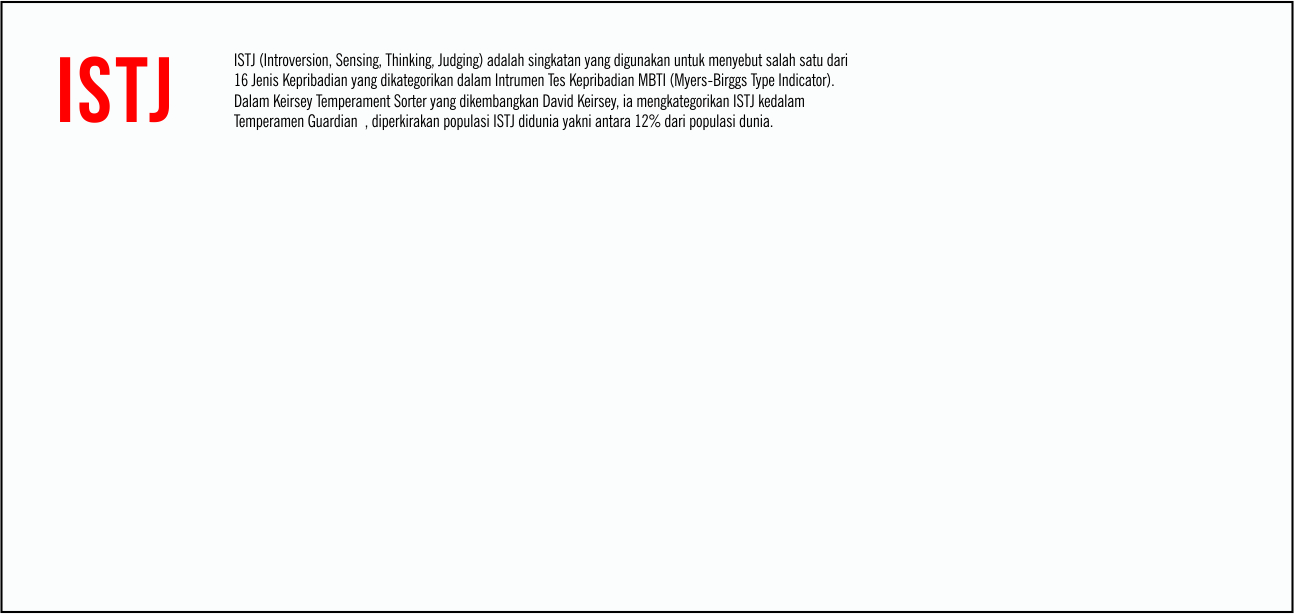 ISTJ
ISTJ (Introversion, Sensing, Thinking, Judging) adalah singkatan yang digunakan untuk menyebut salah satu dari
16 Jenis Kepribadian yang dikategorikan dalam Intrumen Tes Kepribadian MBTI (Myers-Birggs Type Indicator).
Dalam Keirsey Temperament Sorter yang dikembangkan David Keirsey, ia mengkategorikan ISTJ kedalam
Temperamen Guardian , diperkirakan populasi ISTJ didunia yakni antara 12% dari populasi dunia.